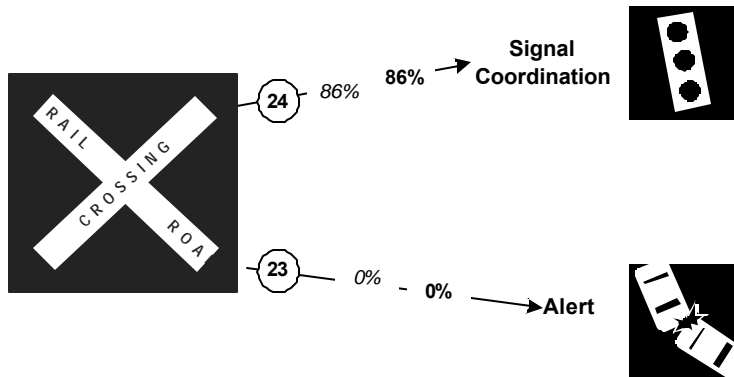 RAIL
CROSSING
ROA
24
86%
86%
Signal
Coordination
23
0%
0%
Alert